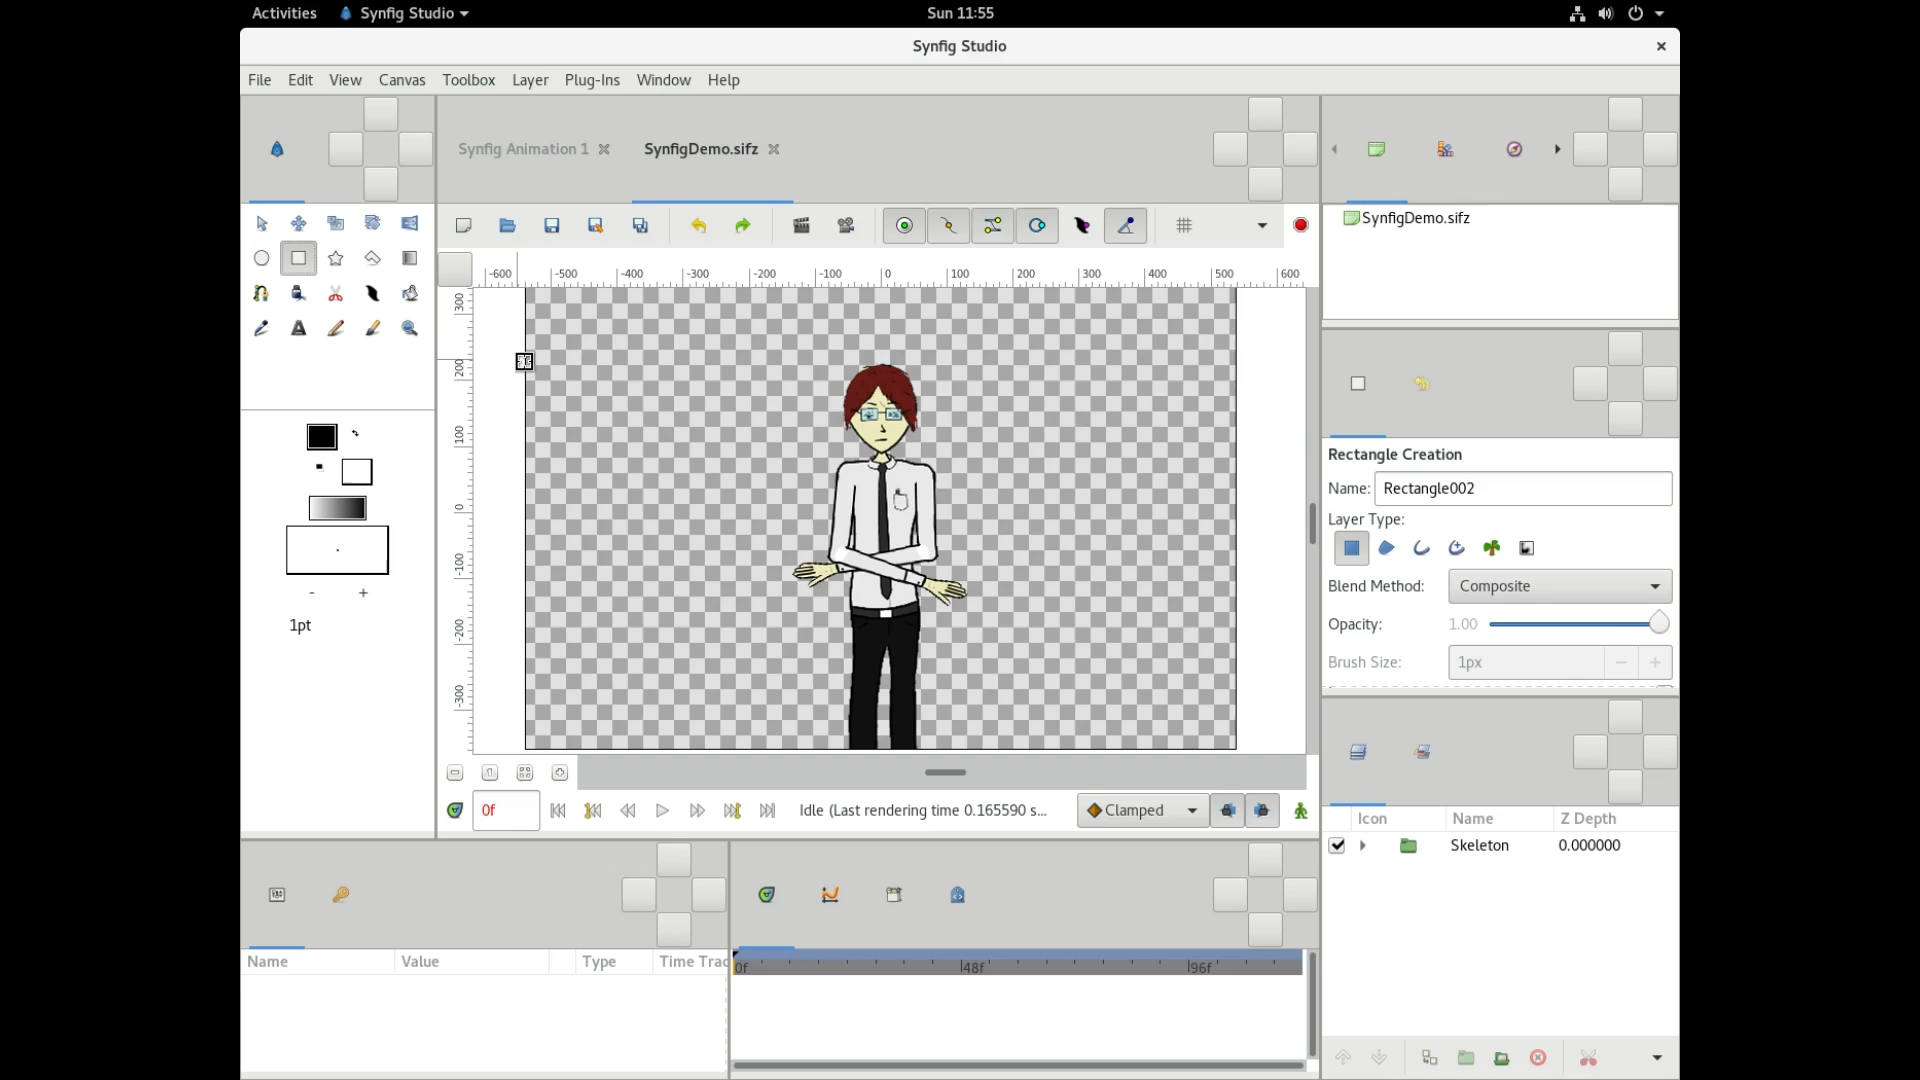 Activities Synfig Studio Sun 11:55
Synfig Studio
File Edit View Canvas Toolbox Layer Plug-Ins Window Help
Synfig Animation 1 SynfigDemo.sifz
SynfigDemo.sifz
-600 -500 -400 -300 -200 -100 0 100 200 300 400 500 600
300
200
100
0
-100
-200
-300
1pt
Rectangle Creation
Name: Rectangle002
Layer Type:
Blend Method: Composite
Opacity: 1.00
Brush Size: 1px
0f Idle (Last rendering time 0.165590 s... Clamped
Icon Name Z Depth
Skeleton 0.000000
Name Value Type Time Trac
0f 48f 96f